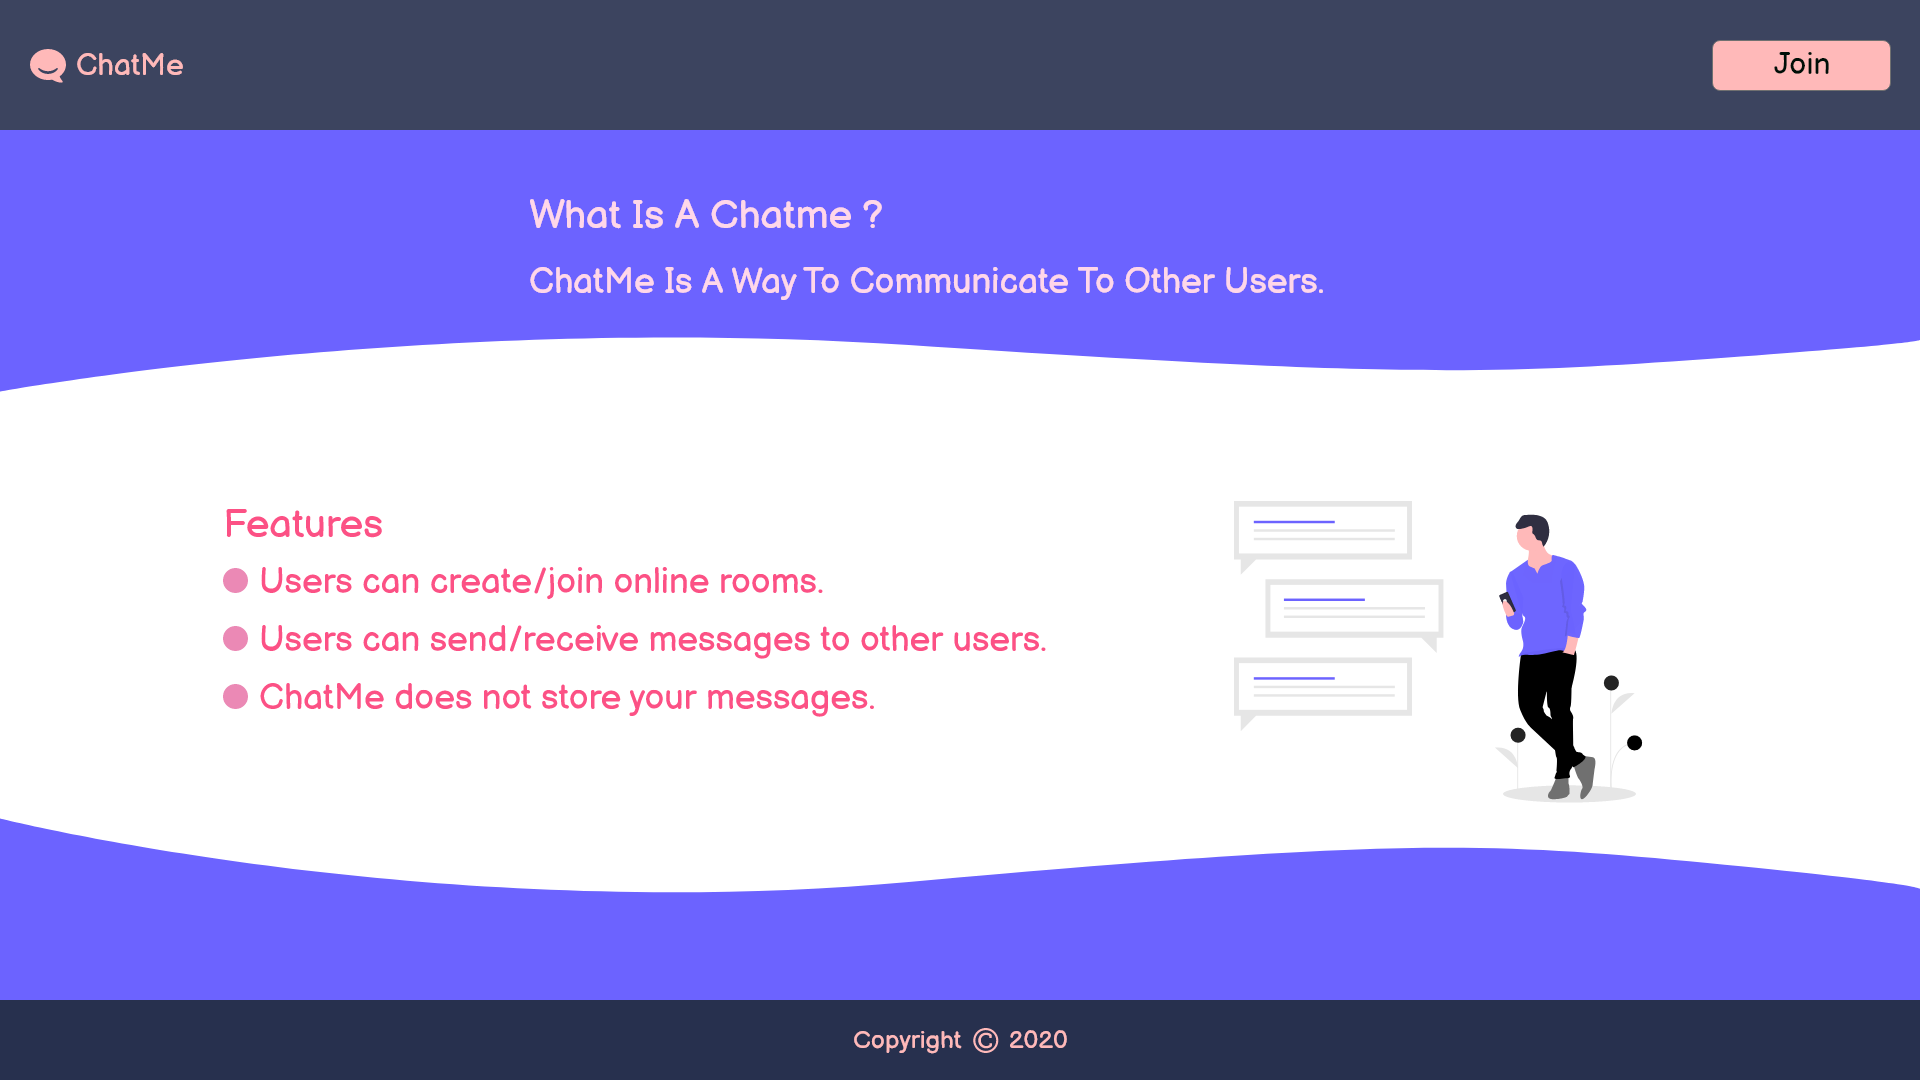 ChatMe
Join
What Is A Chatme ?
ChatMe Is A Way To Communicate To Other Users.
Features
Users can create/join online rooms.
Users can send/receive messages to other users.
ChatMe does not store your messages.
Copyright © 2020